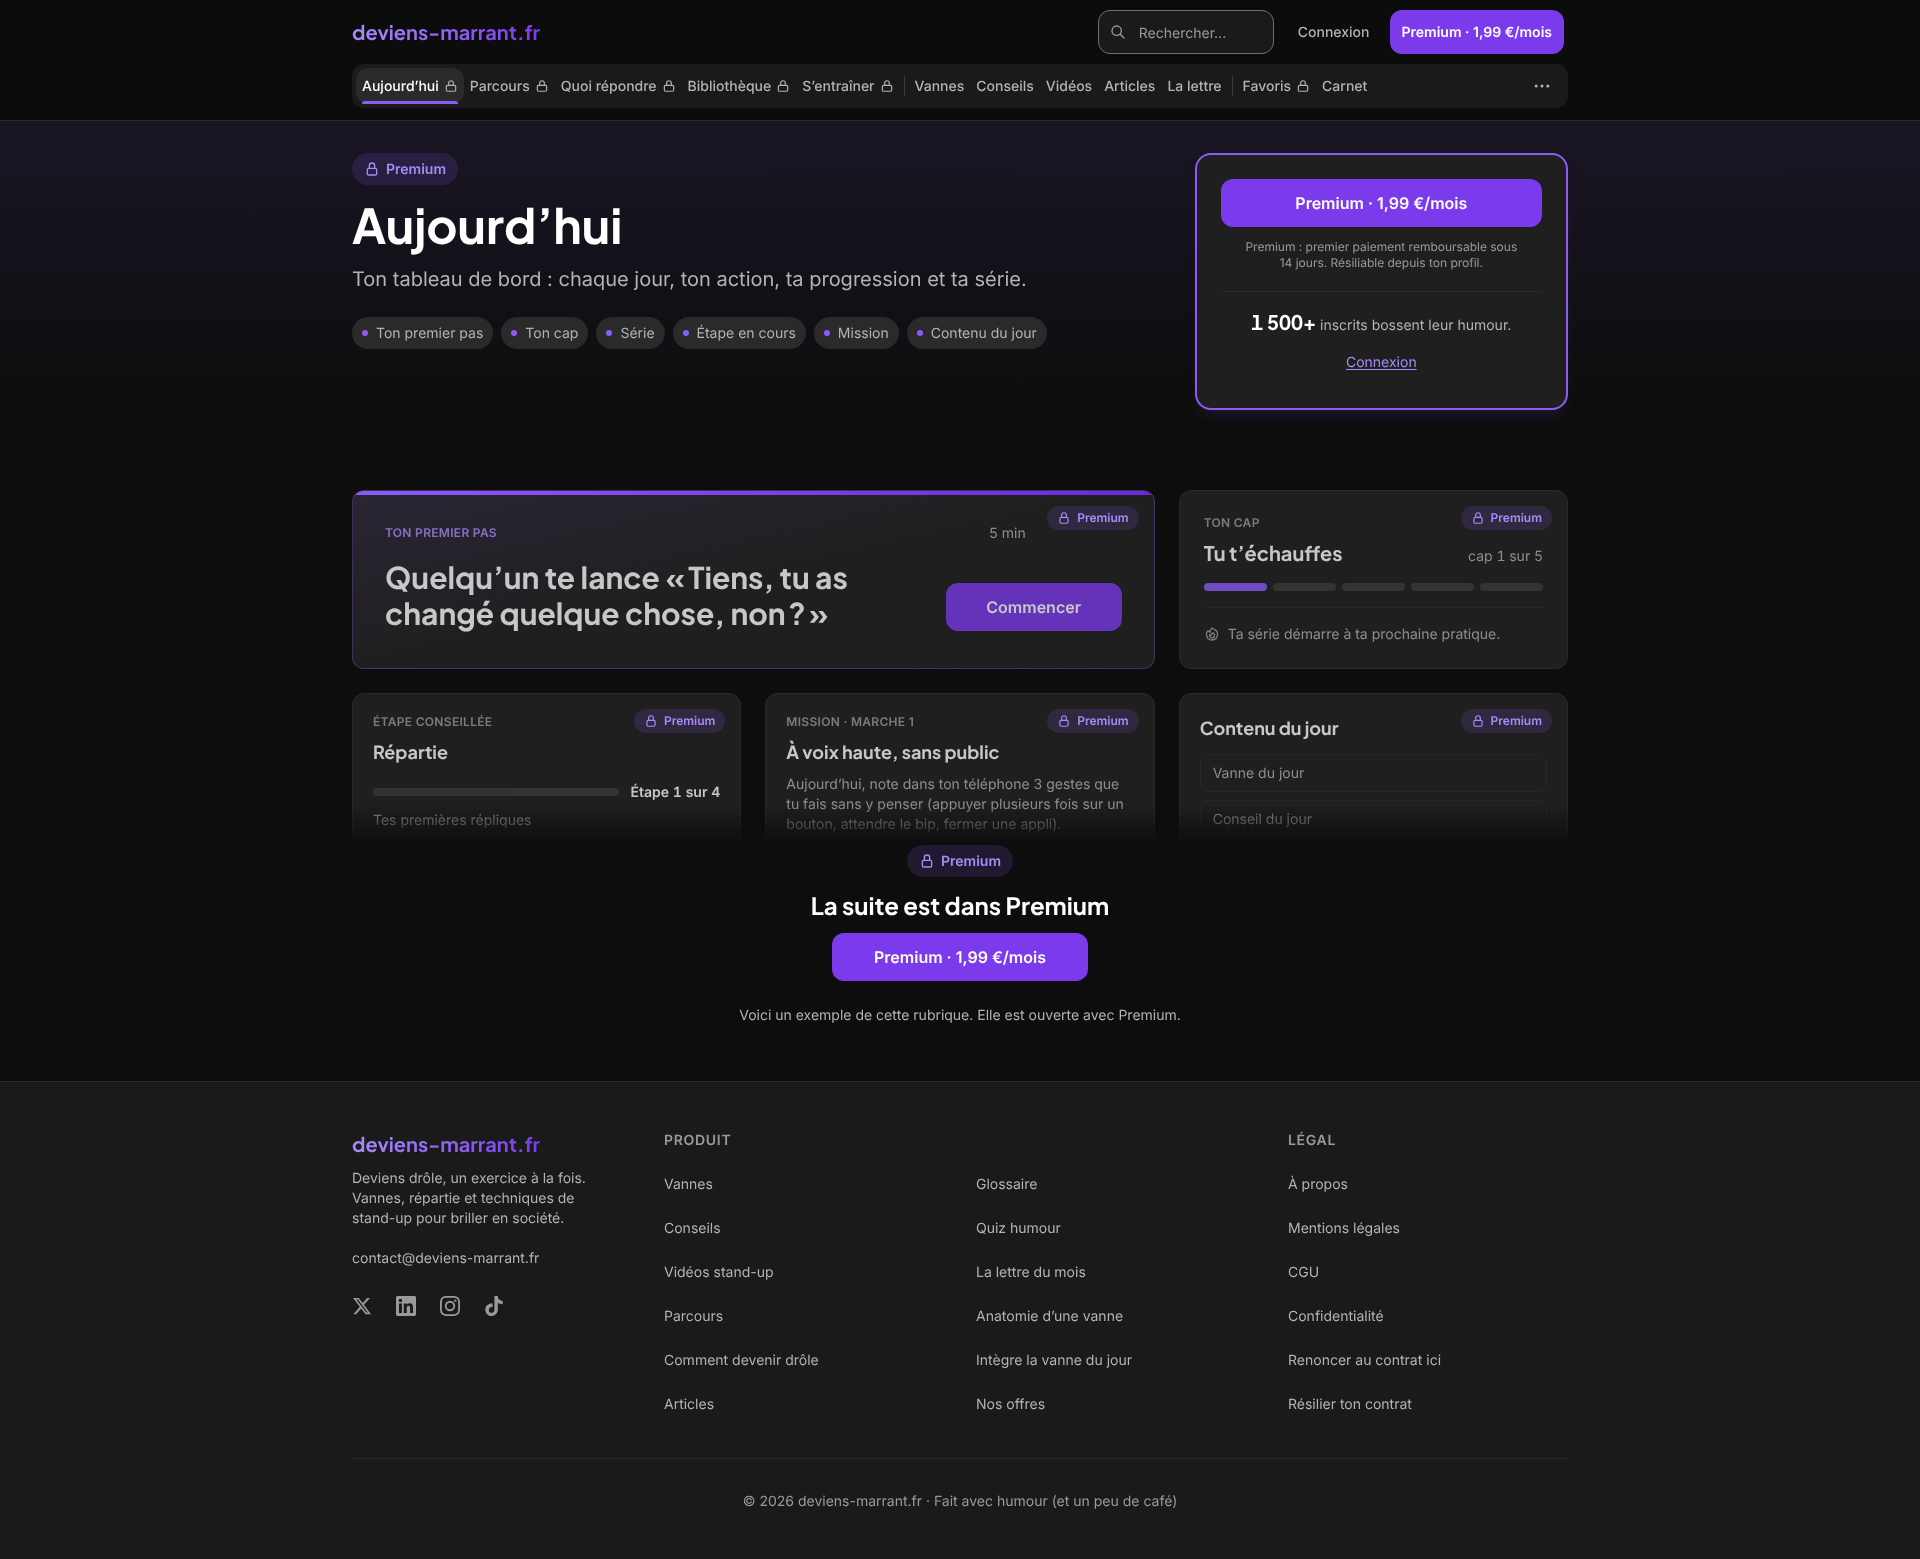 deviens-marrant.fr
Rechercher...
Connexion
Premium · 1,99 €/mois
Aujourd’hui
Parcours
Quoi répondre
Bibliothèque
S’entraîner
Vannes
Conseils
Vidéos
Articles
La lettre
Favoris
Carnet
Premium
Aujourd’hui
Ton tableau de bord : chaque jour, ton action, ta progression et ta série.
Ton premier pas
Ton cap
Série
Étape en cours
Mission
Contenu du jour
Premium · 1,99 €/mois
Premium : premier paiement remboursable sous
14 jours. Résiliable depuis ton profil.
1 500+ inscrits bossent leur humour.
Connexion
TON PREMIER PAS
5 min
Premium
Quelqu’un te lance « Tiens, tu as
changé quelque chose, non ? »
Commencer
TON CAP
Premium
Tu t’échauffes
cap 1 sur 5
Ta série démarre à ta prochaine pratique.
ÉTAPE CONSEILLÉE
Premium
Répartie
Étape 1 sur 4
Tes premières répliques
MISSION · MARCHE 1
Premium
À voix haute, sans public
Aujourd’hui, note dans ton téléphone 3 gestes que
tu fais sans y penser (appuyer plusieurs fois sur un
bouton, attendre le bip, fermer une appli).
Premium
Contenu du jour
Vanne du jour
Conseil du jour
Premium
La suite est dans Premium
Premium · 1,99 €/mois
Voici un exemple de cette rubrique. Elle est ouverte avec Premium.
deviens-marrant.fr
Deviens drôle, un exercice à la fois.
Vannes, répartie et techniques de
stand-up pour briller en société.
contact@deviens-marrant.fr
PRODUIT
Vannes
Conseils
Vidéos stand-up
Parcours
Comment devenir drôle
Articles
Glossaire
Quiz humour
La lettre du mois
Anatomie d’une vanne
Intègre la vanne du jour
Nos offres
LÉGAL
À propos
Mentions légales
CGU
Confidentialité
Renoncer au contrat ici
Résilier ton contrat
© 2026 deviens-marrant.fr · Fait avec humour (et un peu de café)